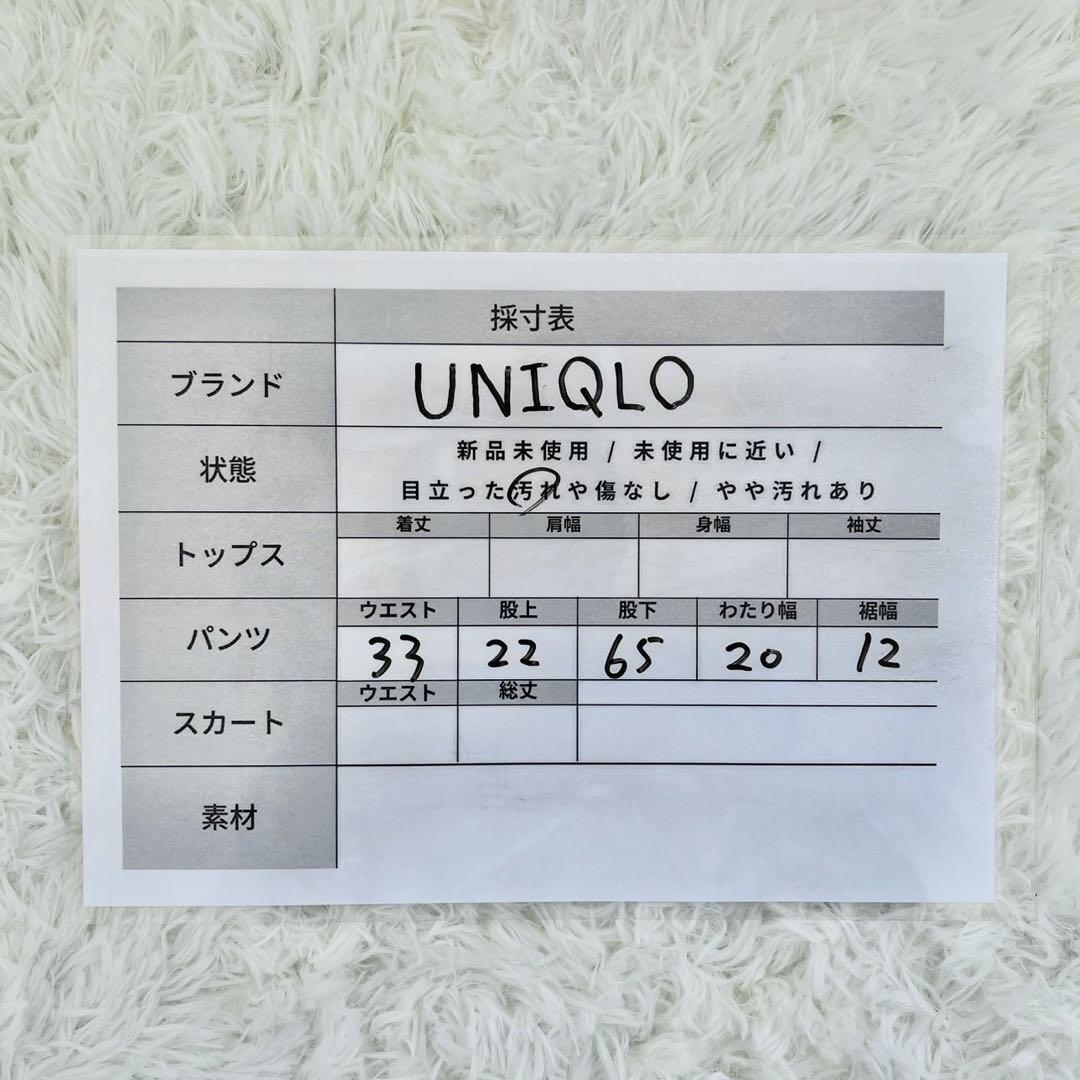 採寸表
ブランド UNIQLO
状態 新品未使用 / 未使用に近い /
目立った汚れや傷なし / やや汚れあり
トップス 着丈 肩幅 身幅 袖丈
パンツ ウエスト 股上 股下 わたり幅 裾幅
33 22 65 20 12
スカート ウエスト 総丈
素材